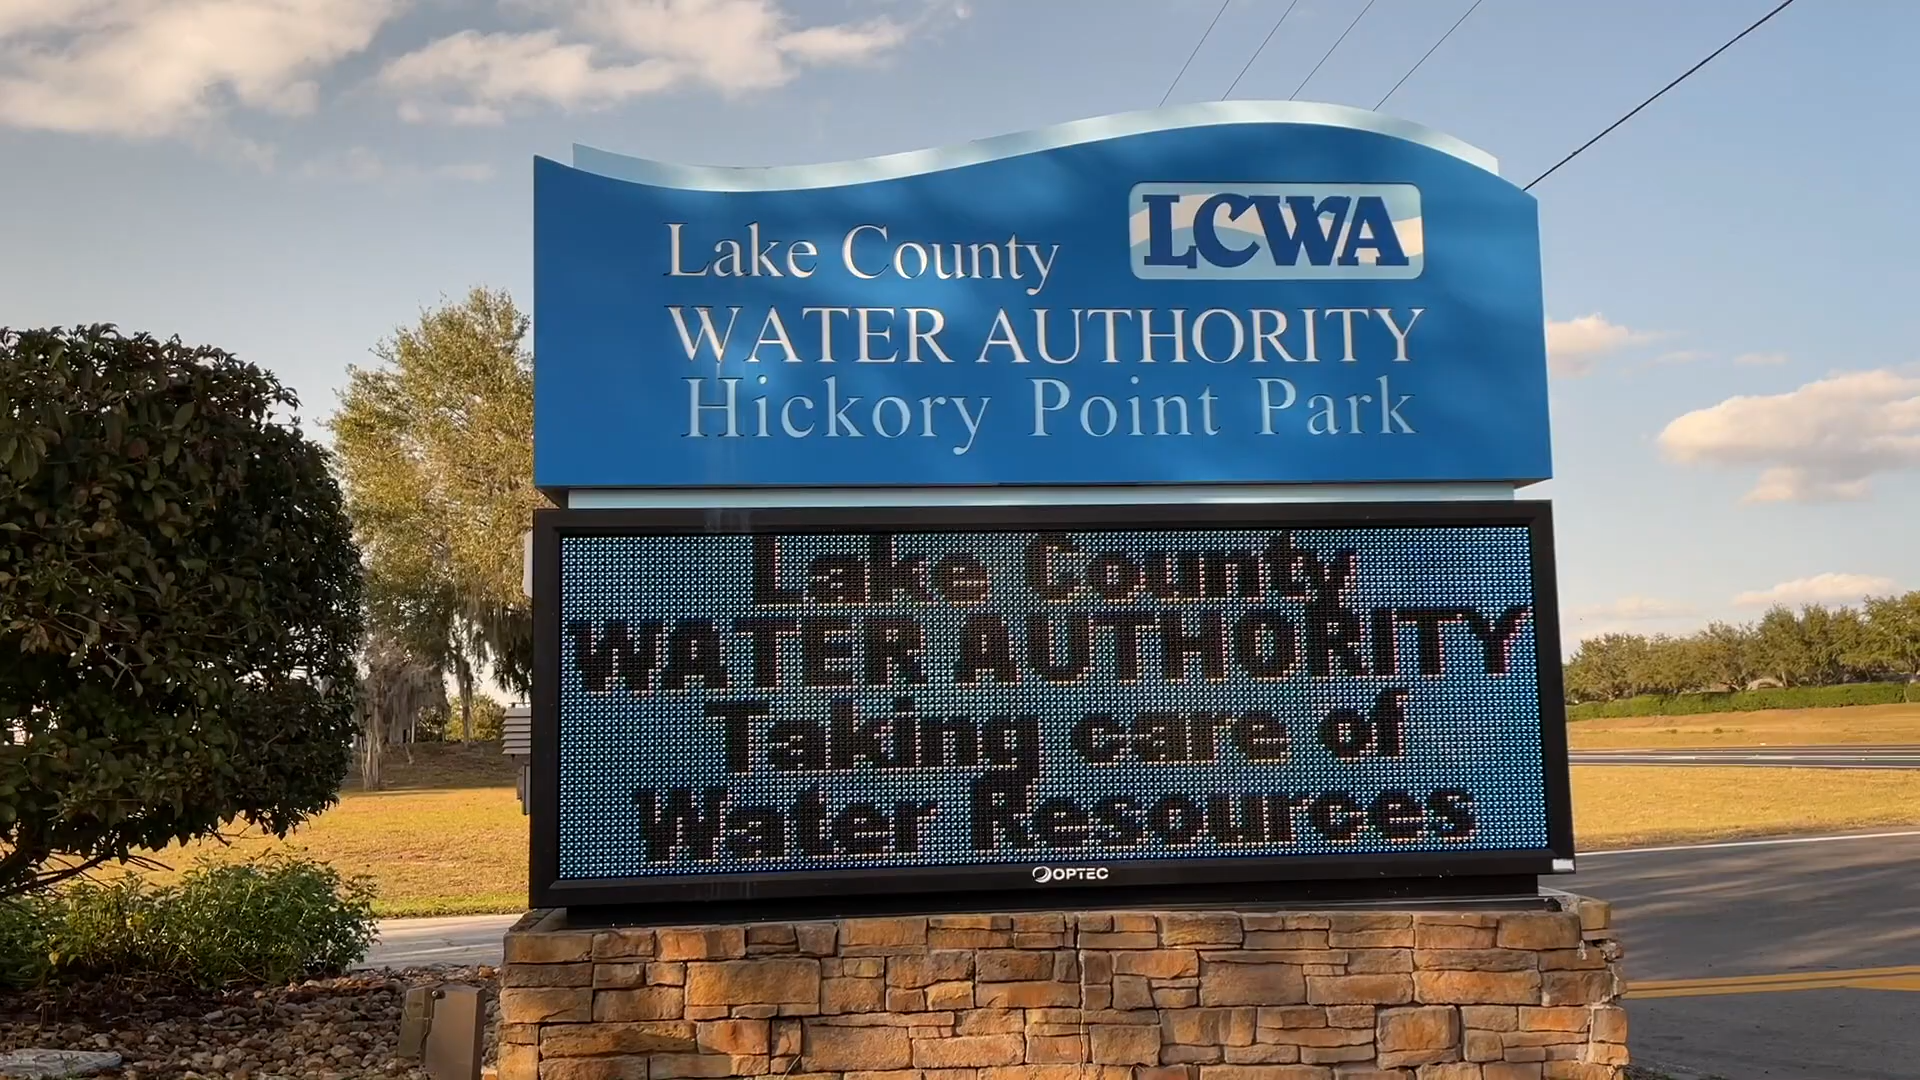 Lake County
LCWA
WATER AUTHORITY
Hickory Point Park
Lake County
WATER AUTHORITY
Taking care of
Water Resources
OPTEC